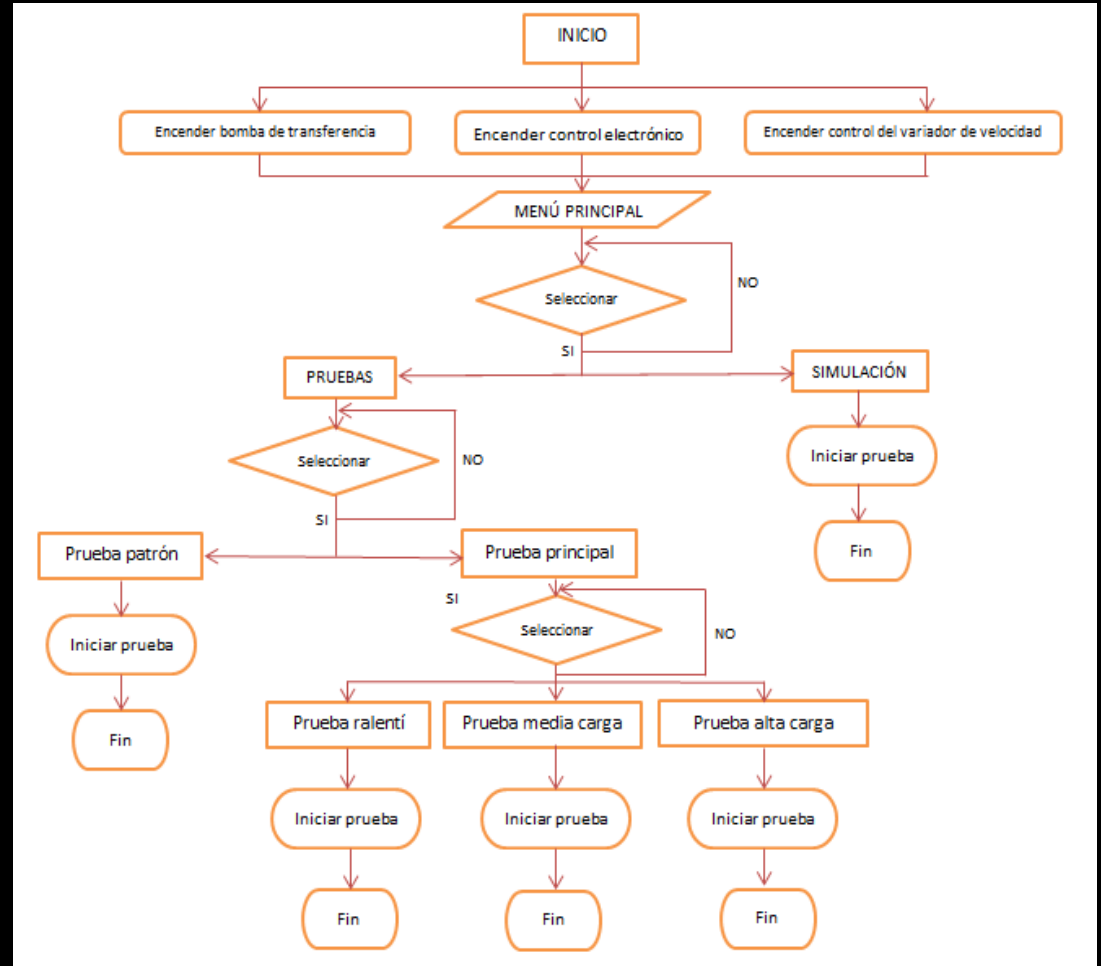 INICIO
Encender bomba de transferencia
Encender control electrónico
Encender control del variador de velocidad
MENÚ PRINCIPAL
Seleccionar
NO
SI
PRUEBAS
SIMULACIÓN
Seleccionar
NO
Iniciar prueba
SI
Prueba patrón
Prueba principal
Fin
SI
Seleccionar
NO
Iniciar prueba
Prueba ralentí
Prueba media carga
Prueba alta carga
Fin
Iniciar prueba
Iniciar prueba
Iniciar prueba
Fin
Fin
Fin